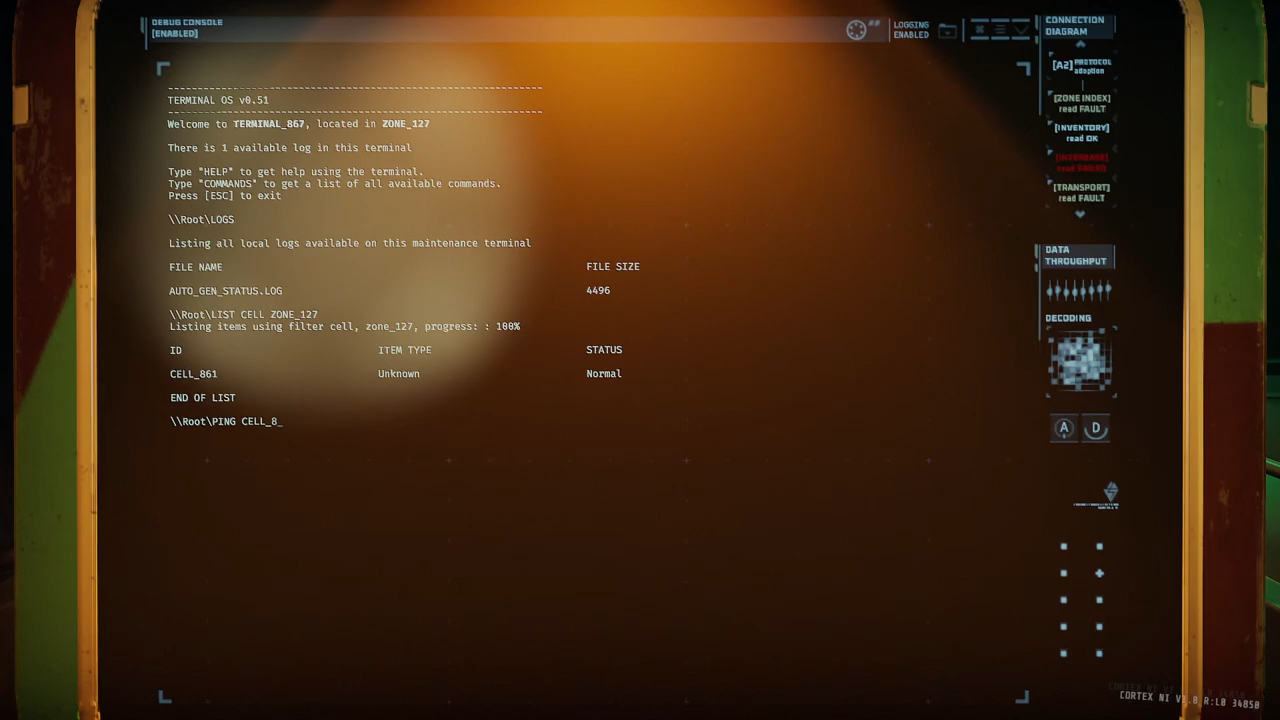 DEBUG CONSOLE
[ENABLED]
LOGGING
ENABLED
------------------------------------------------------------------------
TERMINAL OS v0.51
------------------------------------------------------------------------
Welcome to TERMINAL_867, located in ZONE_127
There is 1 available log in this terminal
Type "HELP" to get help using the terminal.
Type "COMMANDS" to get a list of all available commands.
Press [ESC] to exit
\\Root\LOGS
Listing all local logs available on this maintenance terminal
FILE NAME FILE SIZE
AUTO_GEN_STATUS.LOG 4496
\\Root\LIST CELL ZONE_127
Listing items using filter cell, zone_127, progress: : 100%
ID ITEM TYPE STATUS
CELL_861 Unknown Normal
END OF LIST
\\Root\PING CELL_8_
CONNECTION
DIAGRAM
[A2] PROTOCOL
adoption
[ZONE INDEX]
read FAULT
[INVENTORY]
read OK
[TRANSPORT]
read FAULT
DATA
THROUGHPUT
DECODING
A D
CORTEX NI V1.8 R:L0 34850